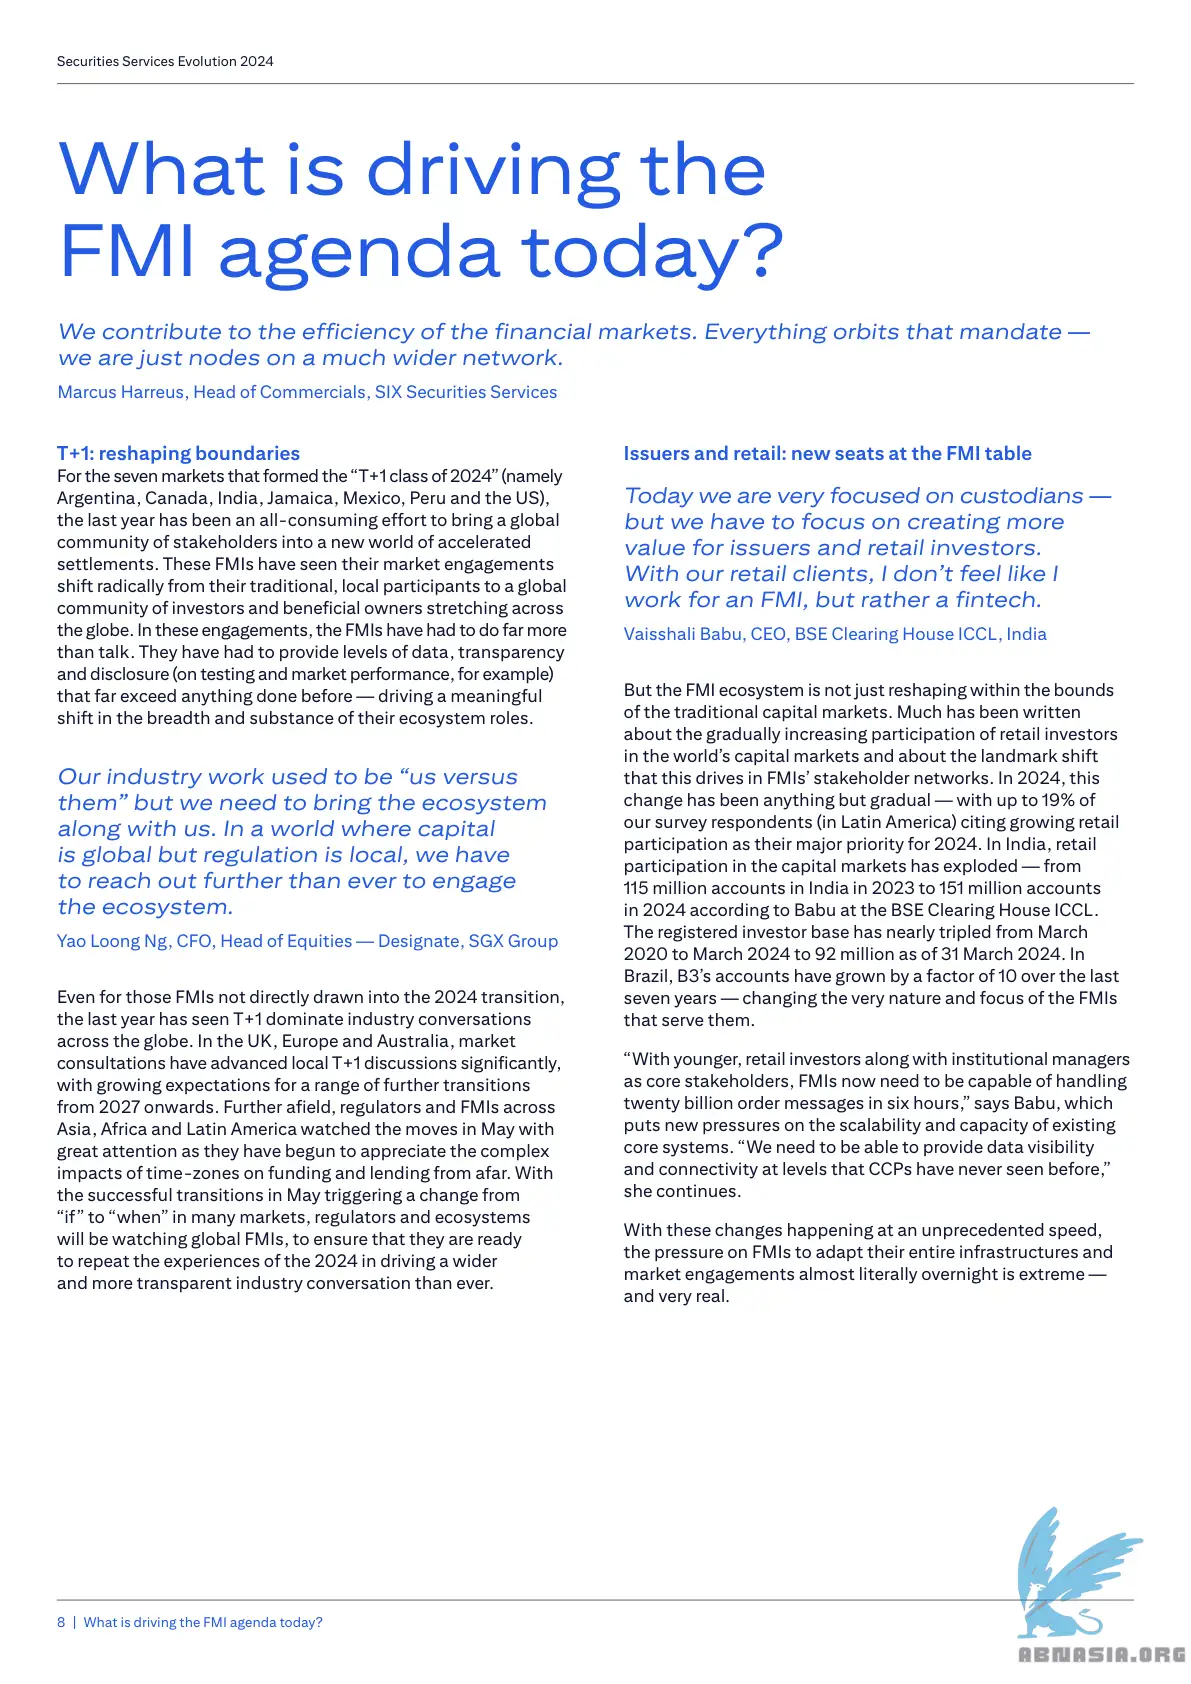 Securities Services Evolution 2024
What is driving the
FMI agenda today?
We contribute to the efficiency of the financial markets. Everything orbits that mandate —
we are just nodes on a much wider network.
Marcus Harreus, Head of Commercials, SIX Securities Services
T+1: reshaping boundaries
For the seven markets that formed the “T+1 class of 2024” (namely
Argentina, Canada, India, Jamaica, Mexico, Peru and the US),
the last year has been an all-consuming effort to bring a global
community of stakeholders into a new world of accelerated
settlements. These FMIs have seen their market engagements
shift radically from their traditional, local participants to a global
community of investors and beneficial owners stretching across
the globe. In these engagements, the FMIs have had to do far more
than talk. They have had to provide levels of data, transparency
and disclosure (on testing and market performance, for example)
that far exceed anything done before — driving a meaningful
shift in the breadth and substance of their ecosystem roles.
Our industry work used to be “us versus
them” but we need to bring the ecosystem
along with us. In a world where capital
is global but regulation is local, we have
to reach out further than ever to engage
the ecosystem.
Yao Loong Ng, CFO, Head of Equities — Designate, SGX Group
Even for those FMIs not directly drawn into the 2024 transition,
the last year has seen T+1 dominate industry conversations
across the globe. In the UK, Europe and Australia, market
consultations have advanced local T+1 discussions significantly,
with growing expectations for a range of further transitions
from 2027 onwards. Further afield, regulators and FMIs across
Asia, Africa and Latin America watched the moves in May with
great attention as they have begun to appreciate the complex
impacts of time-zones on funding and lending from afar. With
the successful transitions in May triggering a change from
“if” to “when” in many markets, regulators and ecosystems
will be watching global FMIs, to ensure that they are ready
to repeat the experiences of the 2024 in driving a wider
and more transparent industry conversation than ever.
Issuers and retail: new seats at the FMI table
Today we are very focused on custodians —
but we have to focus on creating more
value for issuers and retail investors.
With our retail clients, I don’t feel like I
work for an FMI, but rather a fintech.
Vaisshali Babu, CEO, BSE Clearing House ICCL, India
But the FMI ecosystem is not just reshaping within the bounds
of the traditional capital markets. Much has been written
about the gradually increasing participation of retail investors
in the world’s capital markets and about the landmark shift
that this drives in FMIs’ stakeholder networks. In 2024, this
change has been anything but gradual — with up to 19% of
our survey respondents (in Latin America) citing growing retail
participation as their major priority for 2024. In India, retail
participation in the capital markets has exploded — from
115 million accounts in India in 2023 to 151 million accounts
in 2024 according to Babu at the BSE Clearing House ICCL.
The registered investor base has nearly tripled from March
2020 to March 2024 to 92 million as of 31 March 2024. In
Brazil, B3’s accounts have grown by a factor of 10 over the last
seven years — changing the very nature and focus of the FMIs
that serve them.
“With younger, retail investors along with institutional managers
as core stakeholders, FMIs now need to be capable of handling
twenty billion order messages in six hours,” says Babu, which
puts new pressures on the scalability and capacity of existing
core systems. “We need to be able to provide data visibility
and connectivity at levels that CCPs have never seen before,”
she continues.
With these changes happening at an unprecedented speed,
the pressure on FMIs to adapt their entire infrastructures and
market engagements almost literally overnight is extreme —
and very real.
8 | What is driving the FMI agenda today?
ABNASIA.ORG